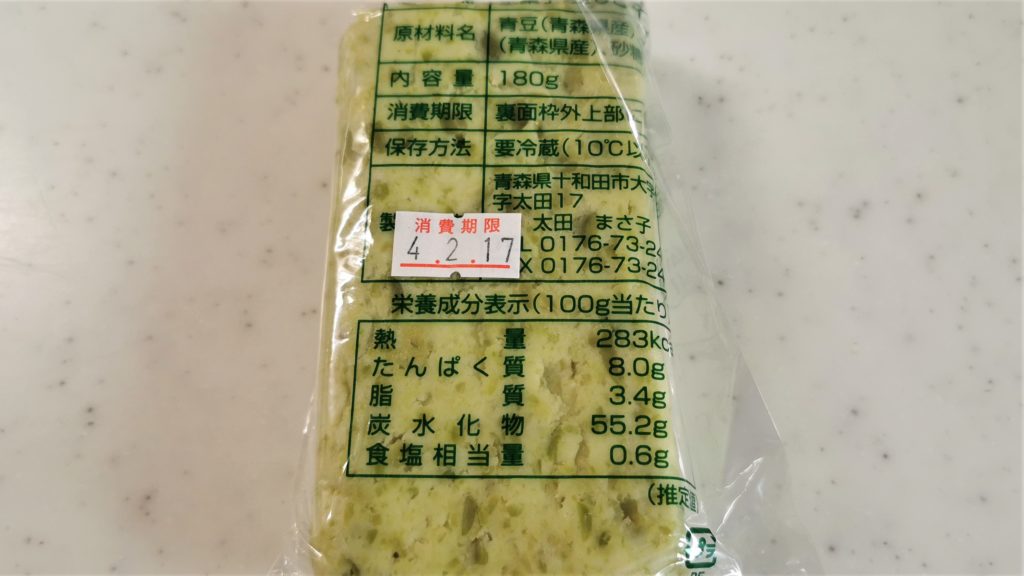 原材料名 青豆(青森県産)
(青森県産)砂糖
内容量 180g
消費期限 裏面枠外上部に
保存方法 要冷蔵(10℃以
青森県十和田市大字
字太田17
製 太田 まさ子
L 0176-73-24
X 0176-73-24
消費期限
4.2.17
栄養成分表示(100g当たり
熱量 283kc
たんぱく質 8.0g
脂質 3.4g
炭水化物 55.2g
食塩相当量 0.6g
(推定値
プラ